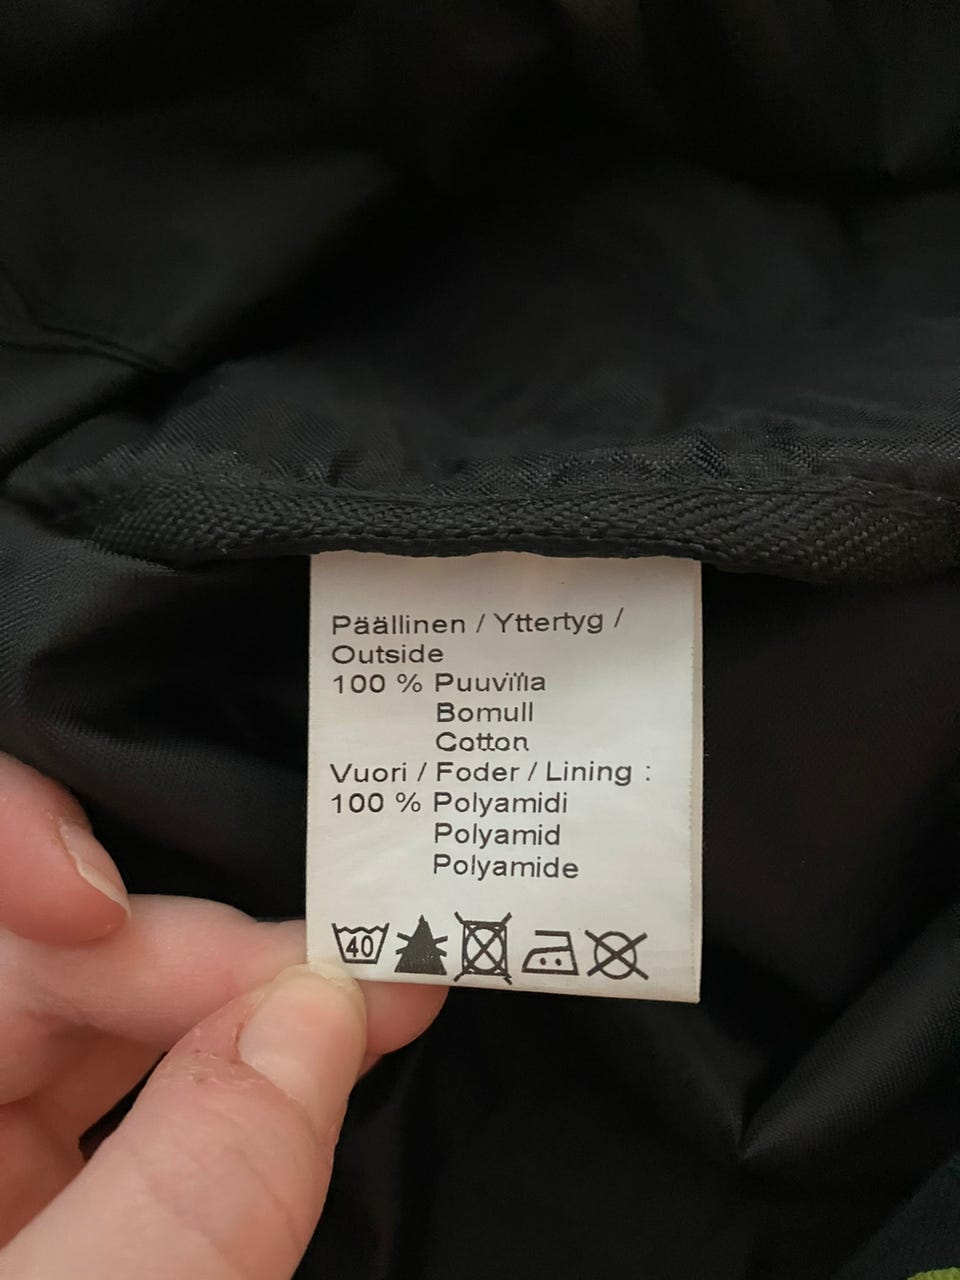 Päällinen / Yttertyg /
Outside
100 % Puuvilla
Bomull
Cotton
Vuori / Foder / Lining :
100 % Polyamidi
Polyamid
Polyamide
40